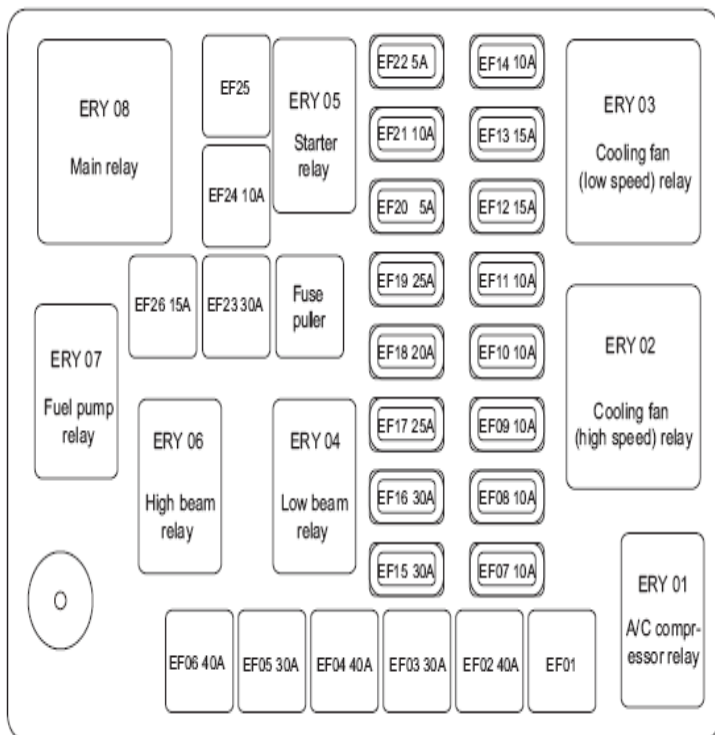 ERY 08
Main relay
EF25
EF24 10A
ERY 05
Starter
relay
EF26 15A
EF23 30A
Fuse
puller
ERY 07
Fuel pump
relay
ERY 06
High beam
relay
ERY 04
Low beam
relay
EF22 5A
EF21 10A
EF20 5A
EF19 25A
EF18 20A
EF17 25A
EF16 30A
EF15 30A
EF14 10A
EF13 15A
EF12 15A
EF11 10A
EF10 10A
EF09 10A
EF08 10A
EF07 10A
ERY 03
Cooling fan
(low speed) relay
ERY 02
Cooling fan
(high speed) relay
ERY 01
A/C compr-
essor relay
EF06 40A
EF05 30A
EF04 40A
EF03 30A
EF02 40A
EF01